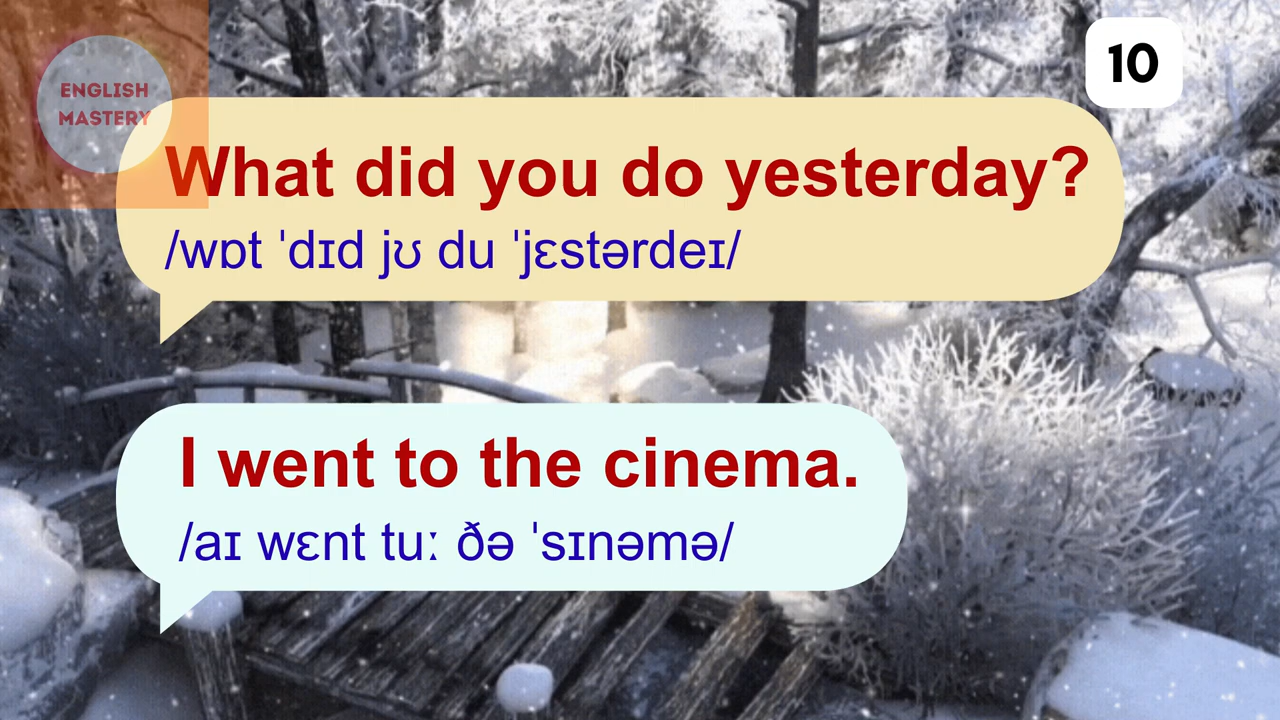 10
ENGLISH
MASTERY
What did you do yesterday?
/wɒt ˈdɪd jʊ du ˈjɛstərdeɪ/
I went to the cinema.
/aɪ wɛnt tuː ðə ˈsɪnəmə/